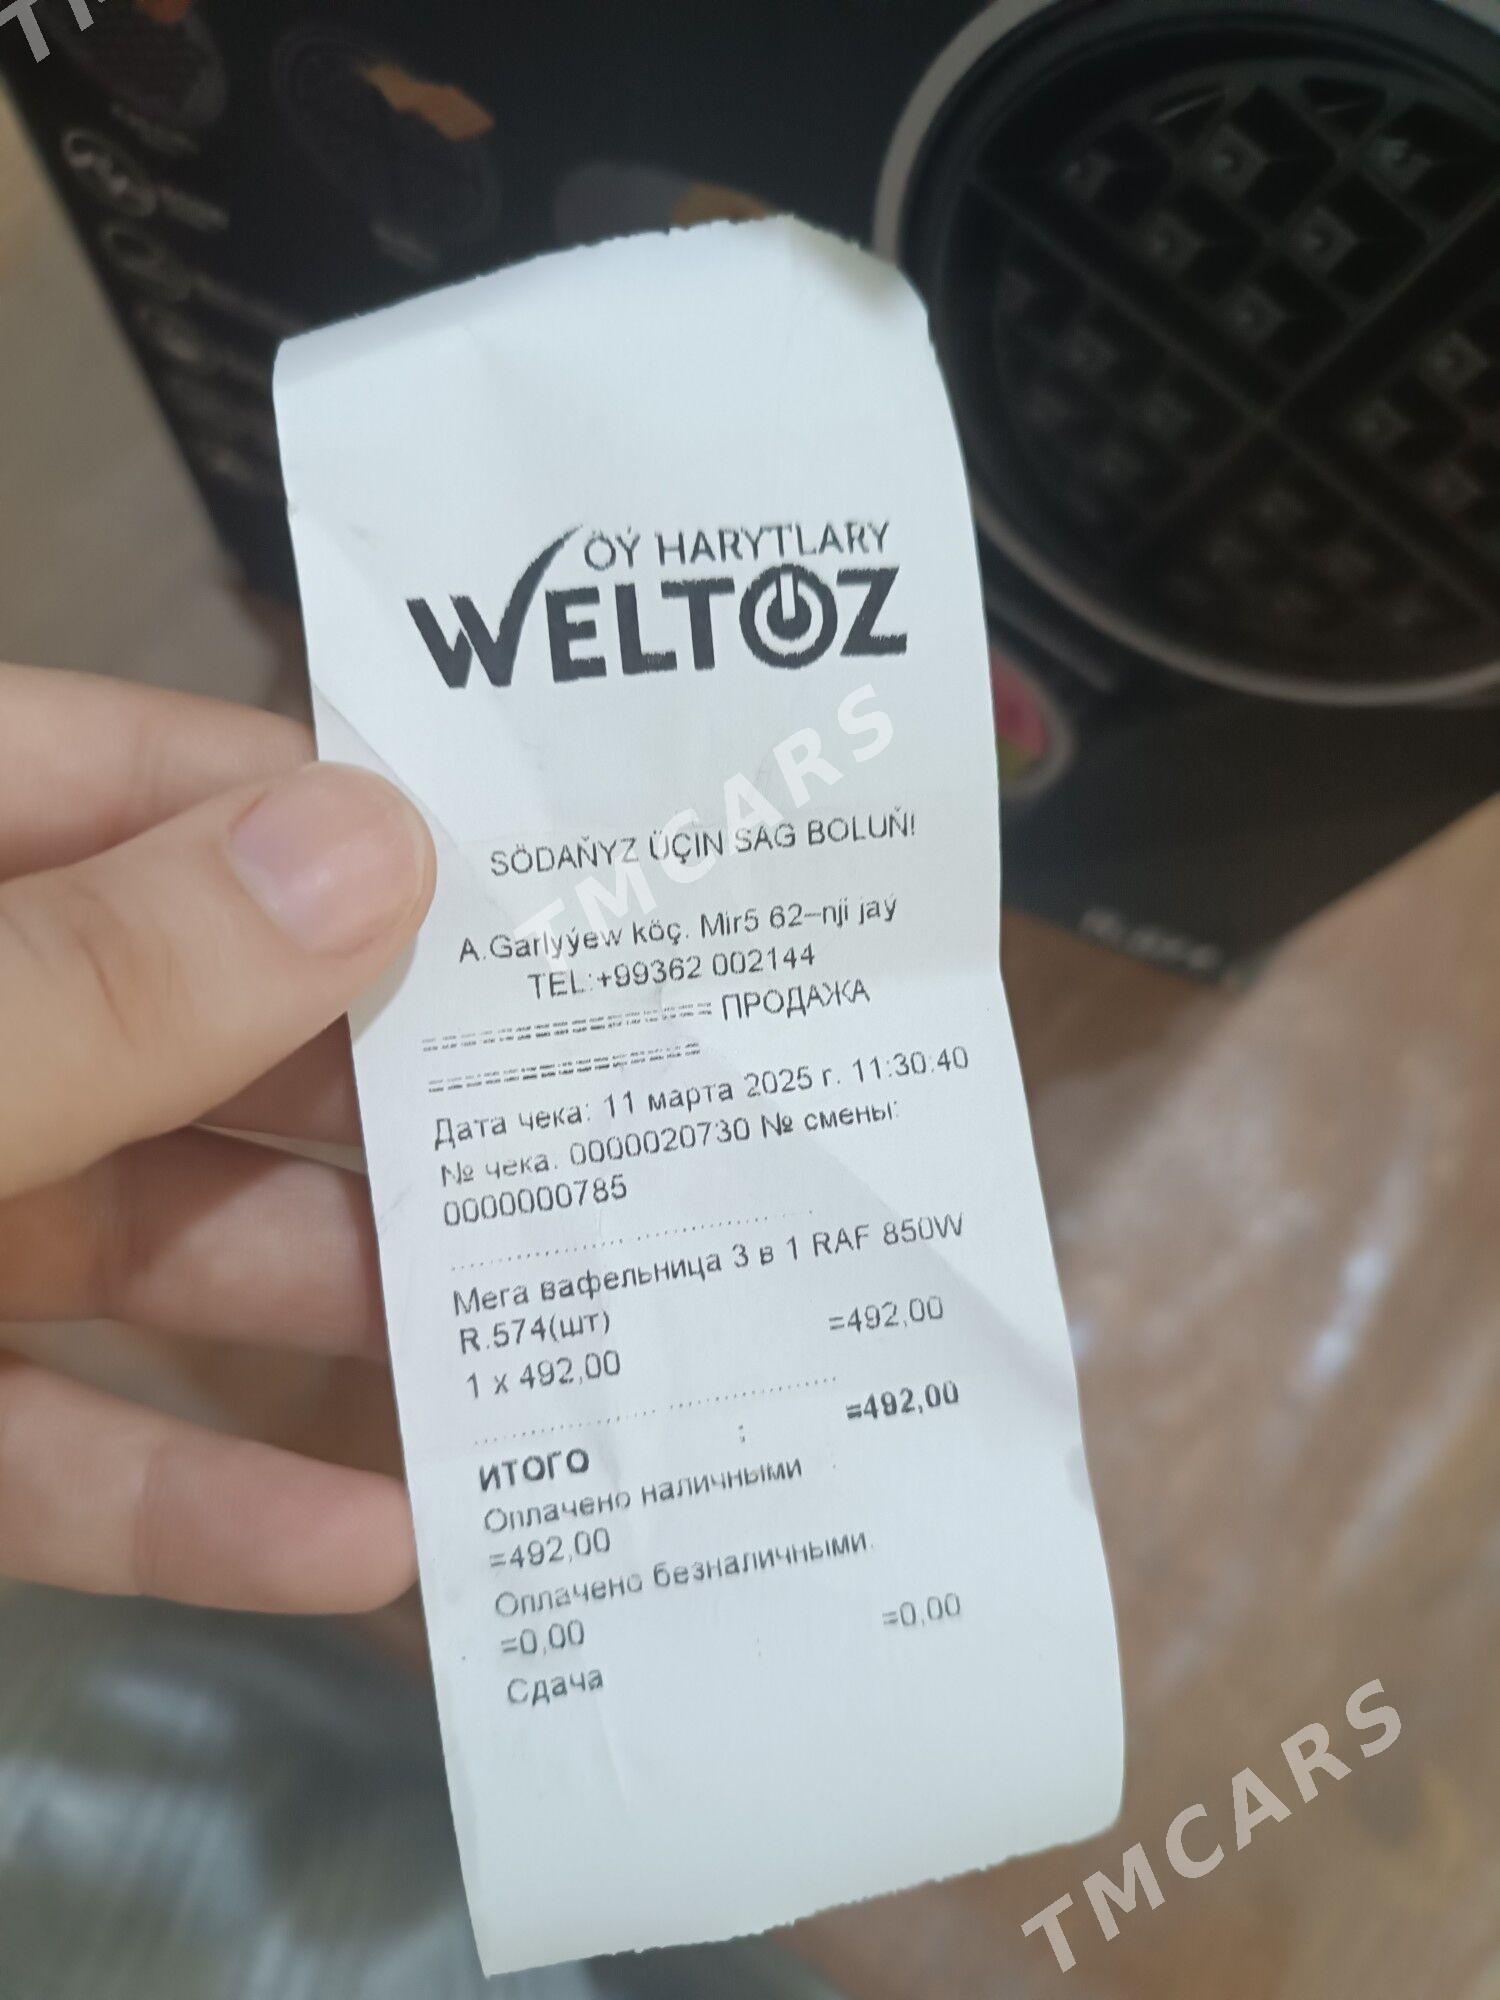 ÖÝ HARYTLARY
WELTOZ
SÖDAŇYZ ÜÇIN SAG BOLUŇ!
A.Garlyýew köç. Mir5 62-nji jaý
TEL:+99362 002144
================ ПРОДАЖА
===============
Дата чека: 11 марта 2025 г. 11:30:40
№ чека. 0000020730 № смены:
0000000785
Мега вафельница 3 в 1 RAF 850W
R.574(шт)
1 x 492,00 =492,00
ИТОГО : =492,00
Оплачено наличными
=492,00
Оплачено безналичными.
=0,00
Сдача =0,00
TMCARS
TMCARS